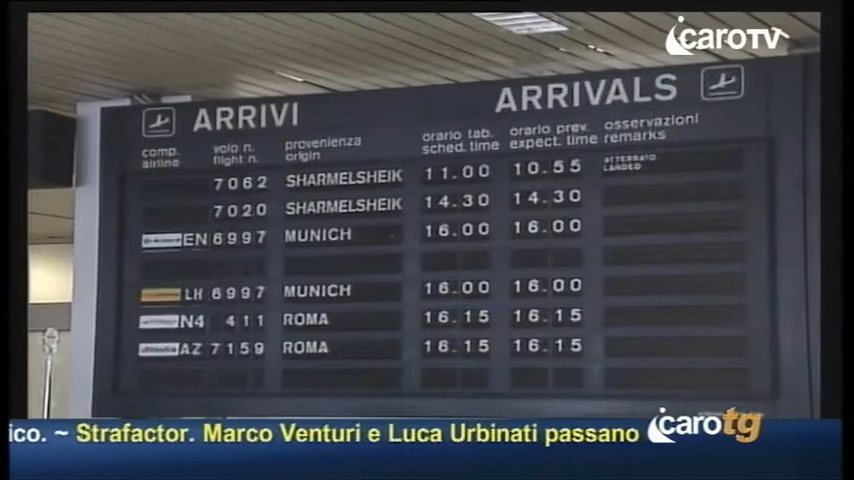 icaroTV
ARRIVI ARRIVALS
comp. airline volo n. flight n. provenienza origin orario tab. sched. time orario prev. expect. time osservazioni remarks
7062 SHARMELSHEIK 11.00 10.55 ATTERRATO LANDED
7020 SHARMELSHEIK 14.30 14.30
EN 6997 MUNICH 16.00 16.00
LH 6997 MUNICH 16.00 16.00
N4 411 ROMA 16.15 16.15
AZ 7159 ROMA 16.15 16.15
ico. ~ Strafactor. Marco Venturi e Luca Urbinati passano
icarotg